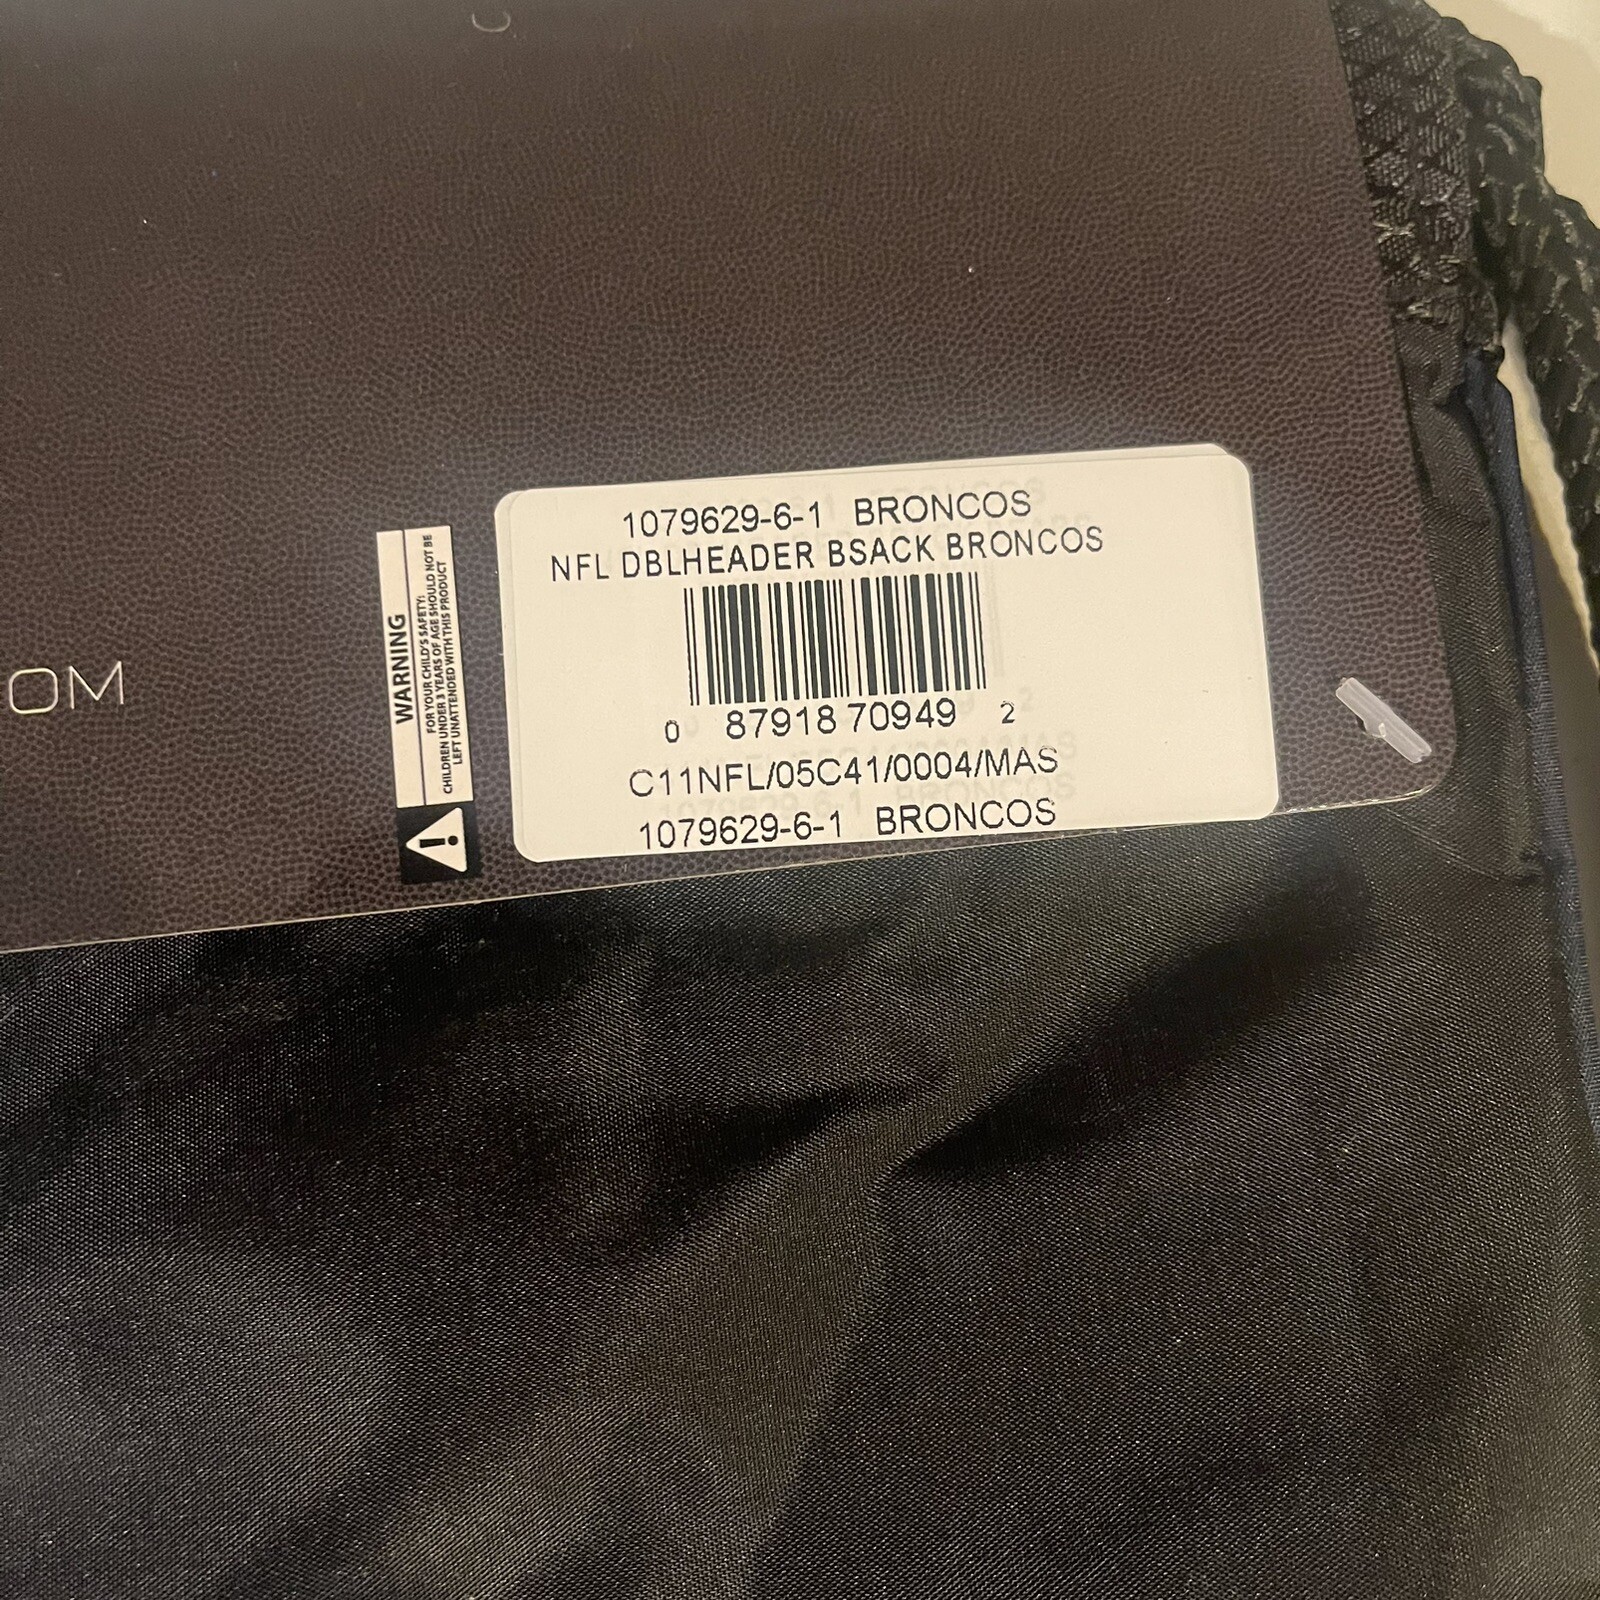 OM
WARNING
FOR YOUR CHILD'S SAFETY:
CHILDREN UNDER 3 YEARS OF AGE SHOULD NOT BE
LEFT UNATTENDED WITH THIS PRODUCT
1079629-6-1 BRONCOS
NFL DBLHEADER BSACK BRONCOS
0 87918 70949 2
C11NFL/05C41/0004/MAS
1079629-6-1 BRONCOS